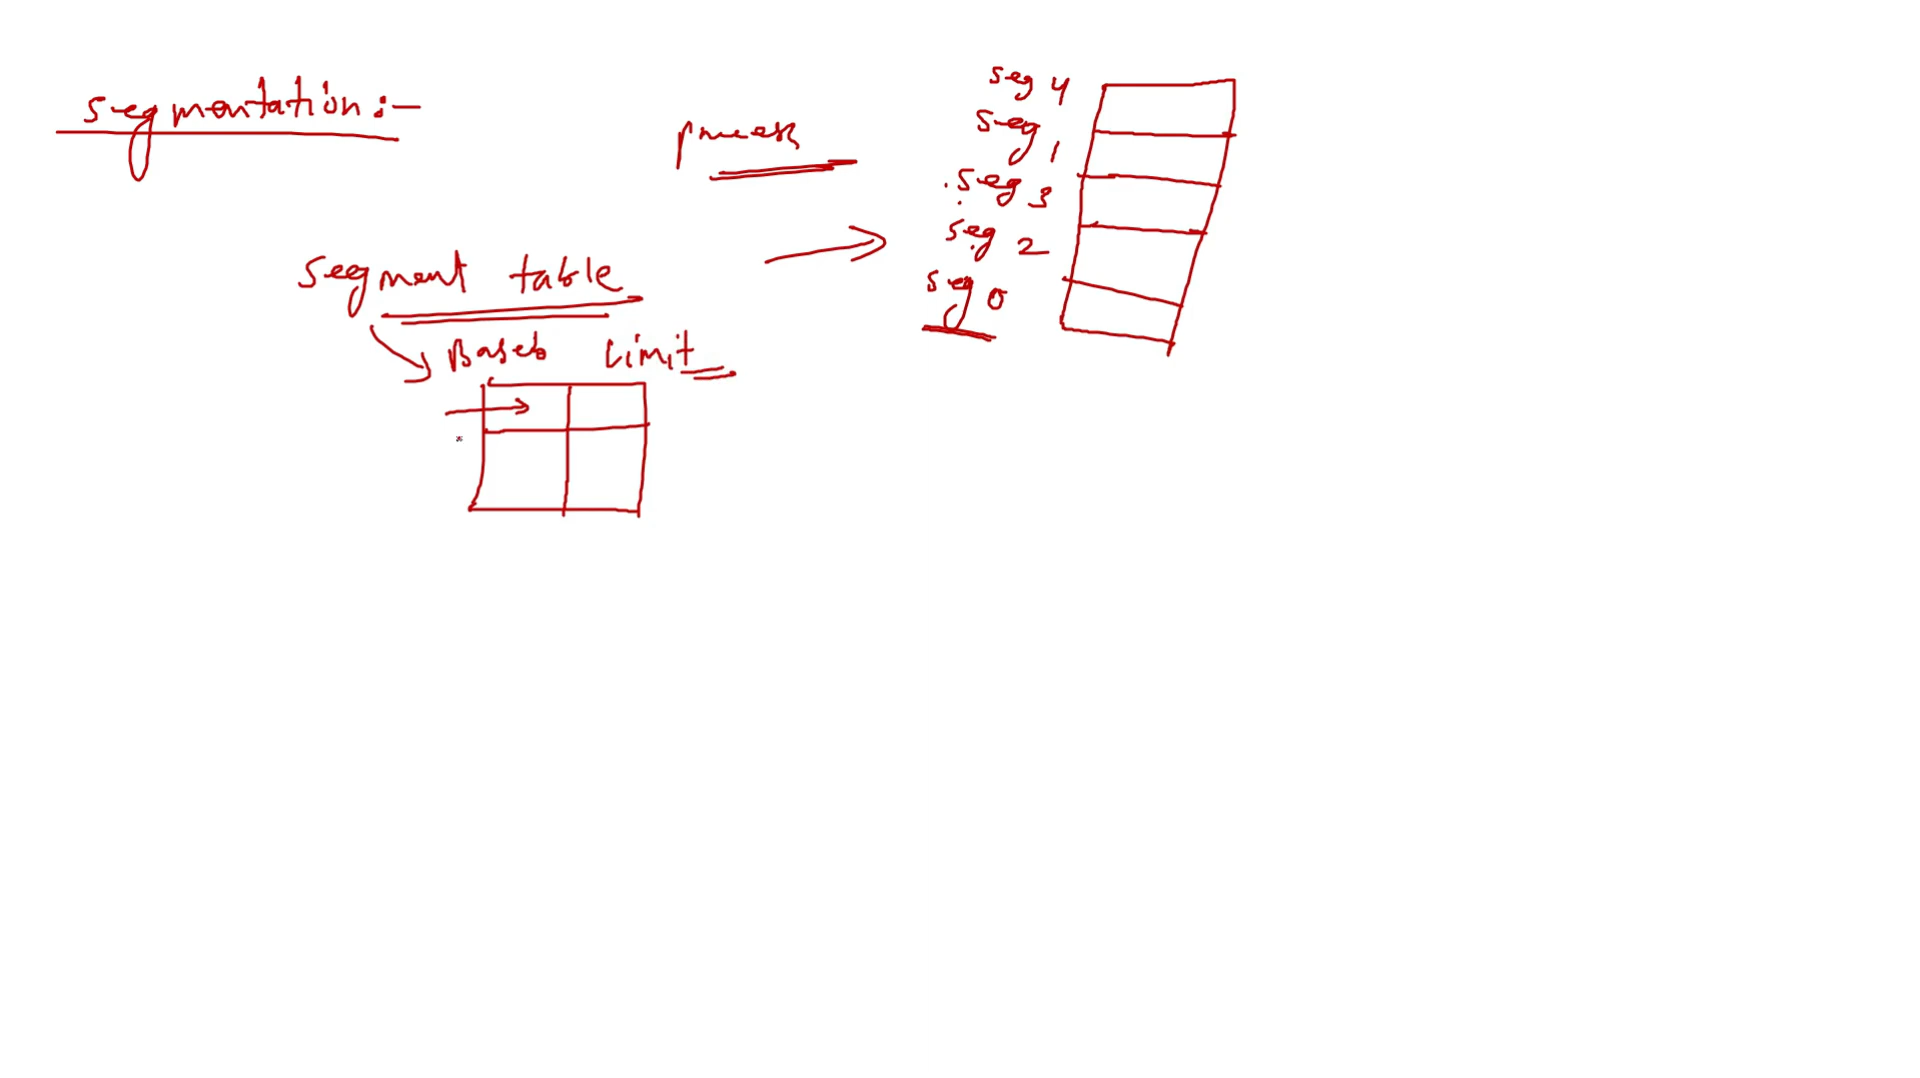 segmentation:-
process
segment table
Base Limit
seg 4
seg 1
seg 3
seg 2
seg 0